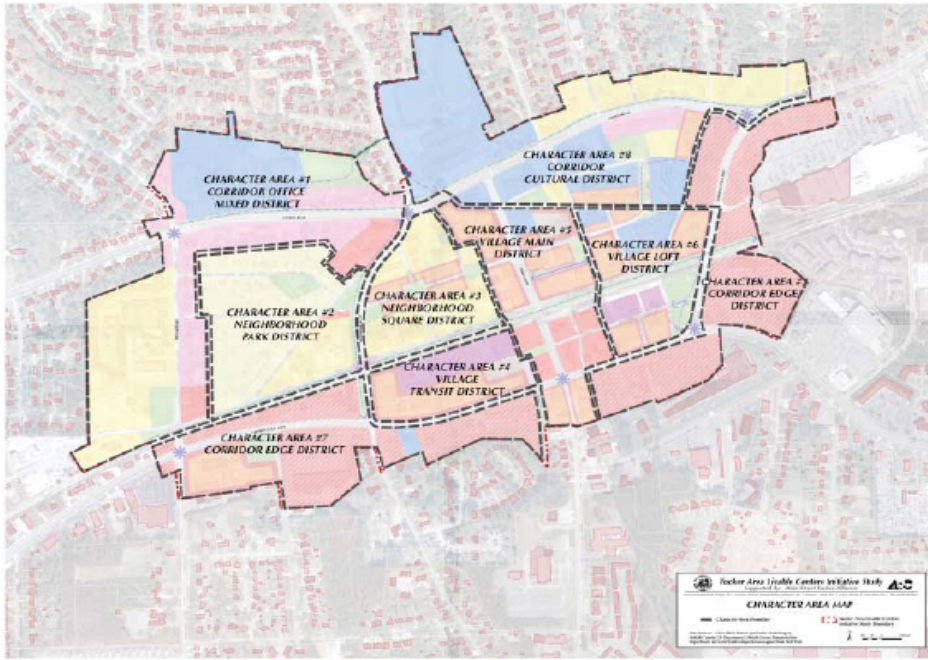 CHARACTER AREA #1
CORRIDOR OFFICE
MIXED DISTRICT
CHARACTER AREA #8
CORRIDOR
CULTURAL DISTRICT
CHARACTER AREA #5
VILLAGE MAIN
DISTRICT
CHARACTER AREA #6
VILLAGE LOFT
DISTRICT
CHARACTER AREA
CORRIDOR EDGE
DISTRICT
CHARACTER AREA #2
NEIGHBORHOOD
PARK DISTRICT
CHARACTER AREA #3
NEIGHBORHOOD
SQUARE DISTRICT
CHARACTER AREA #4
VILLAGE
TRANSIT DISTRICT
CHARACTER AREA #7
CORRIDOR EDGE DISTRICT
Tucker Area Livable Centers Initiative Study
CHARACTER AREA MAP